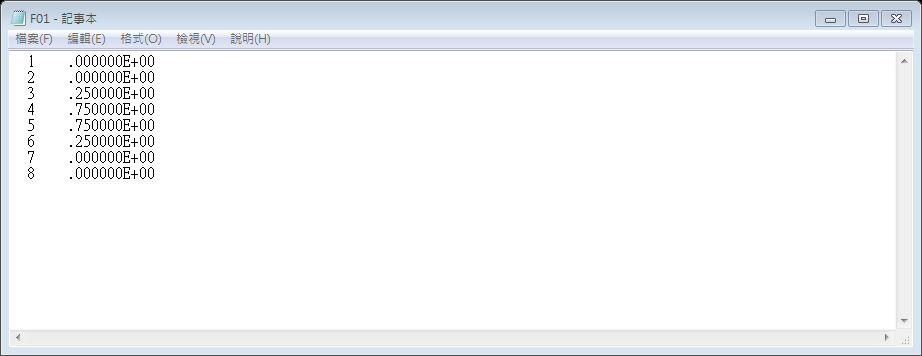 F01 - 記事本
檔案(F) 編輯(E) 格式(O) 檢視(V) 說明(H)
1 .000000E+00
2 .000000E+00
3 .250000E+00
4 .750000E+00
5 .750000E+00
6 .250000E+00
7 .000000E+00
8 .000000E+00